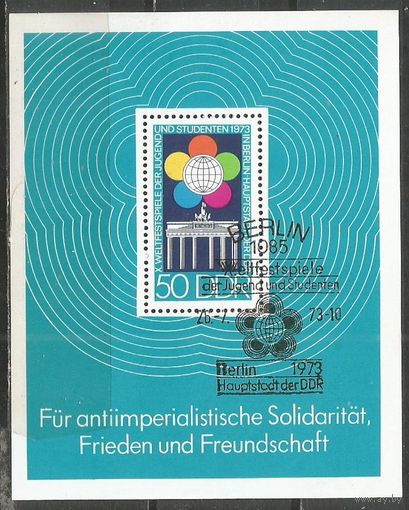 X. WELTFESTSPIELE DER JUGEND
UND STUDENTEN 1973
IN BERLIN-HAUPTSTADT DER DDR
50 DDR
BERLIN
1085
Weltfestspiele
der Jugend und Studenten
26.-7. 73-10
Berlin 1973
Hauptstadt der DDR
Für antiimperialistische Solidarität,
Frieden und Freundschaft